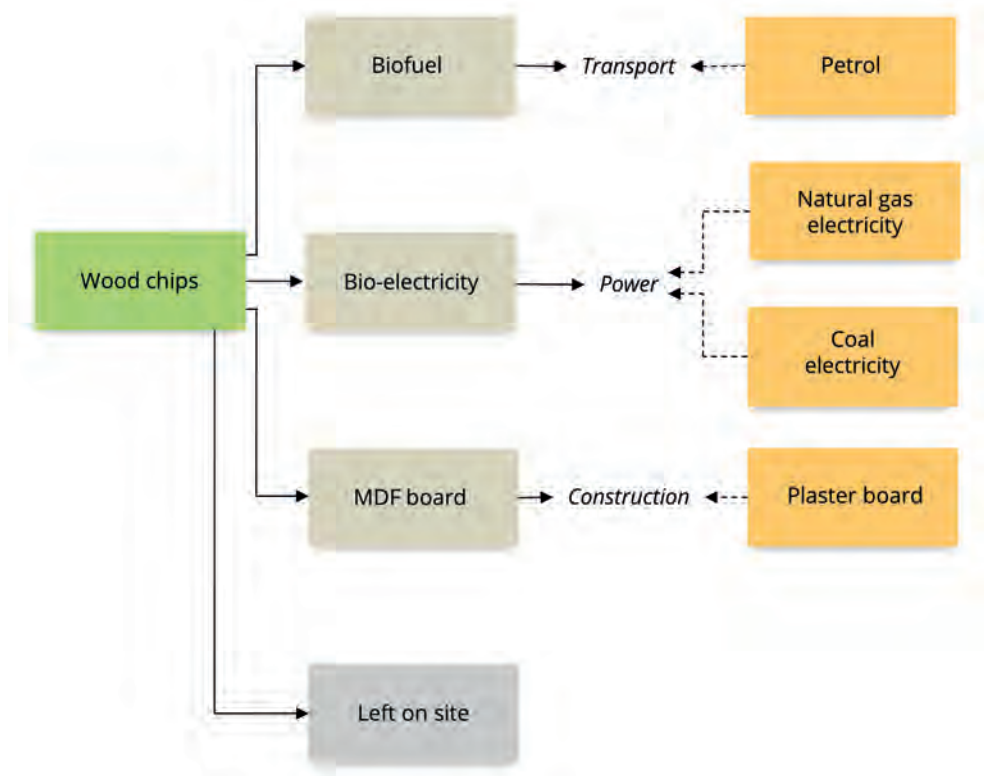 Biofuel
Transport
Petrol
Natural gas
electricity
Wood chips
Bio-electricity
Power
Coal
electricity
MDF board
Construction
Plaster board
Left on site